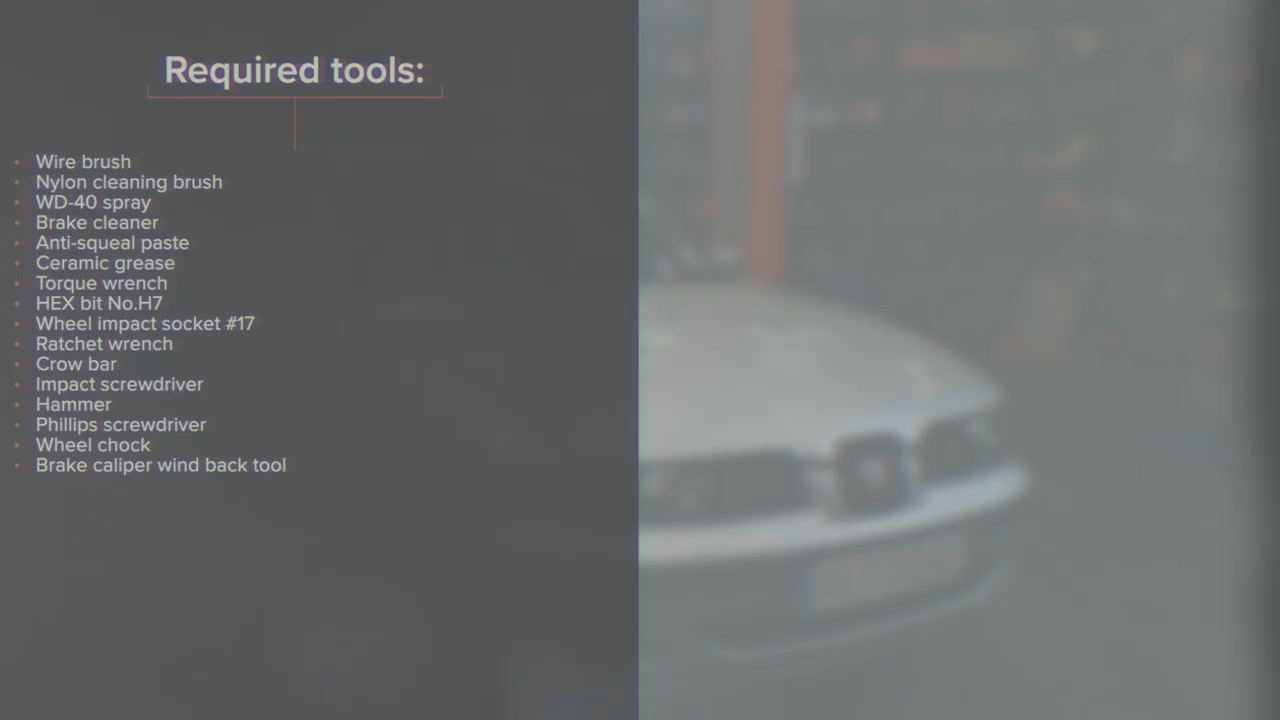 Required tools:
Wire brush
Nylon cleaning brush
WD-40 spray
Brake cleaner
Anti-squeal paste
Ceramic grease
Torque wrench
HEX bit No.H7
Wheel impact socket #17
Ratchet wrench
Crow bar
Impact screwdriver
Hammer
Phillips screwdriver
Wheel chock
Brake caliper wind back tool